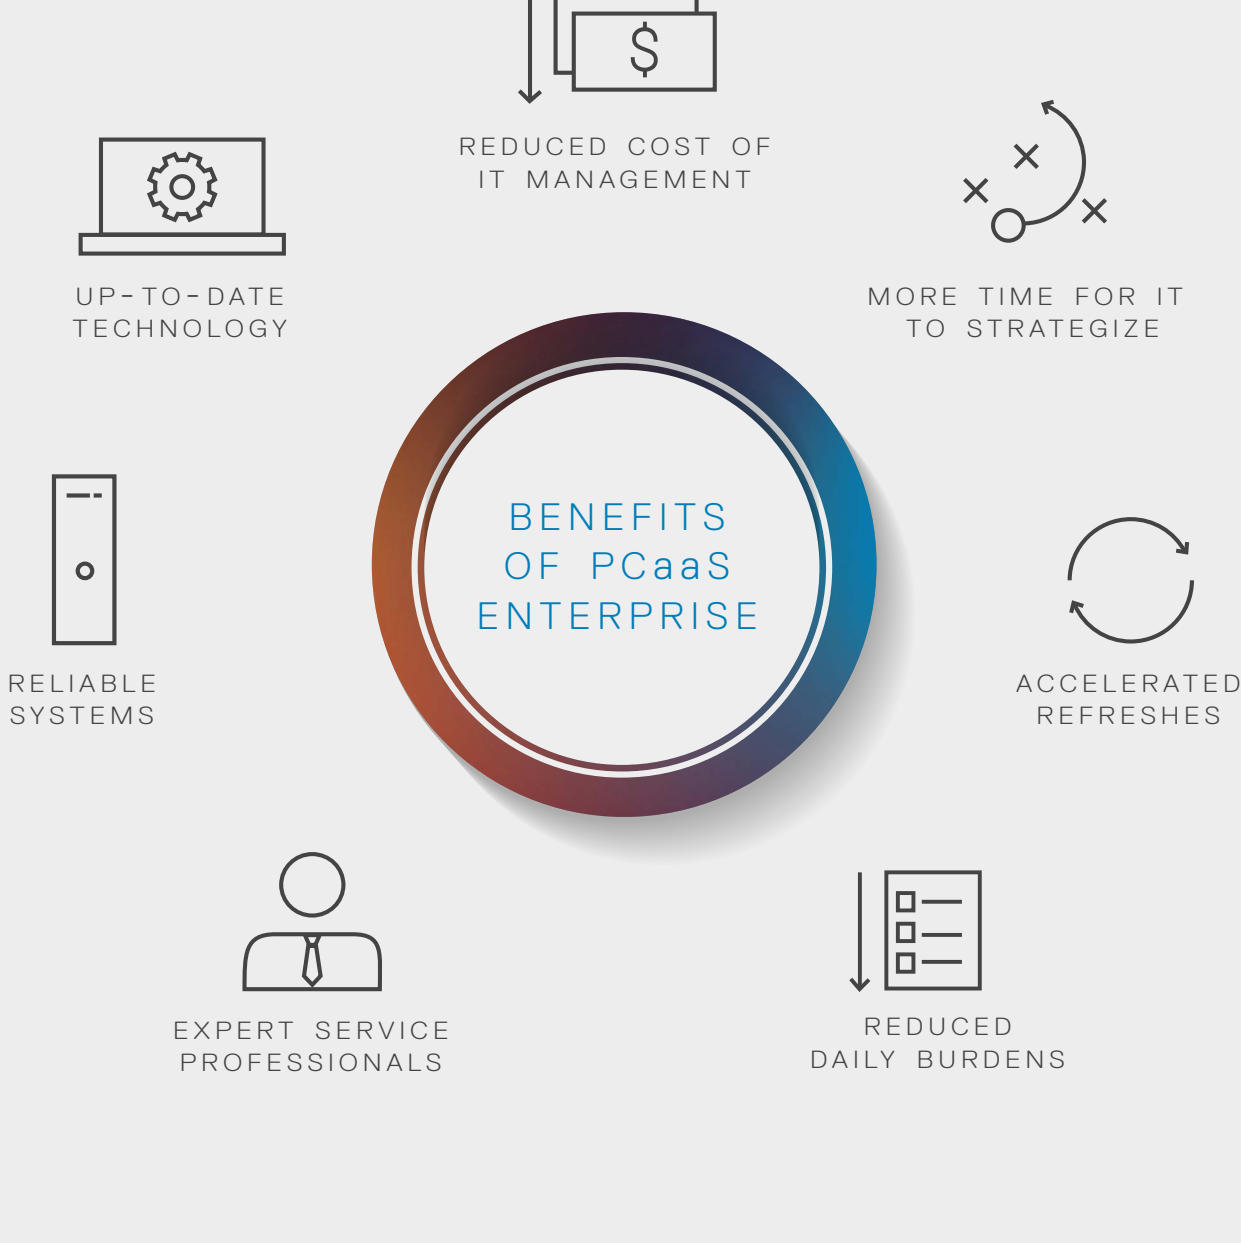 $
REDUCED COST OF
IT MANAGEMENT
UP-TO-DATE
TECHNOLOGY
MORE TIME FOR IT
TO STRATEGIZE
BENEFITS
OF PCaaS
ENTERPRISE
RELIABLE
SYSTEMS
ACCELERATED
REFRESHES
EXPERT SERVICE
PROFESSIONALS
REDUCED
DAILY BURDENS